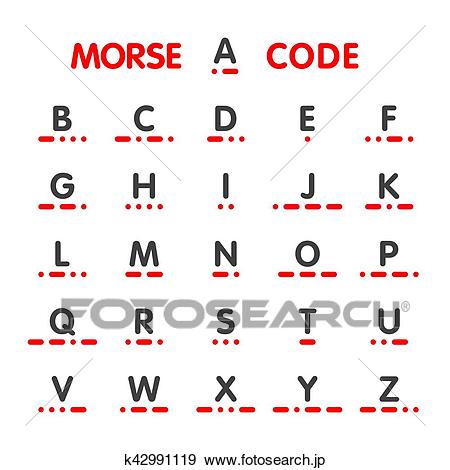 MORSE A CODE
B C D E F
G H I J K
L M N O P
FOTOSEARCH
Q R S T U
V W X Y Z
k42991119 www.fotosearch.jp